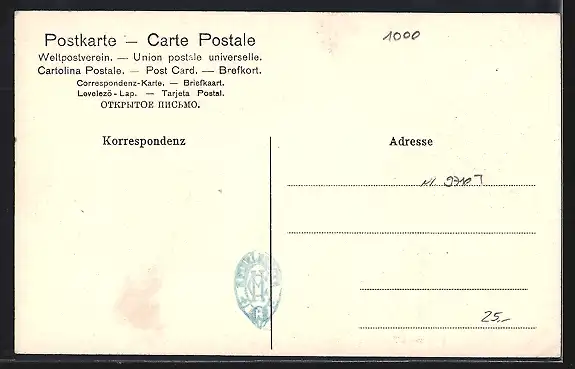 Postkarte — Carte Postale
Weltpostverein. — Union postale universelle.
Cartolina Postale. — Post Card. — Brefkort.
Correspondenz-Karte. — Briefkaart.
Levelező-Lap. — Tarjeta Postal.
ОТКРЫТОЕ ПИСЬМО.
1000
Korrespondenz
Adresse
25,-